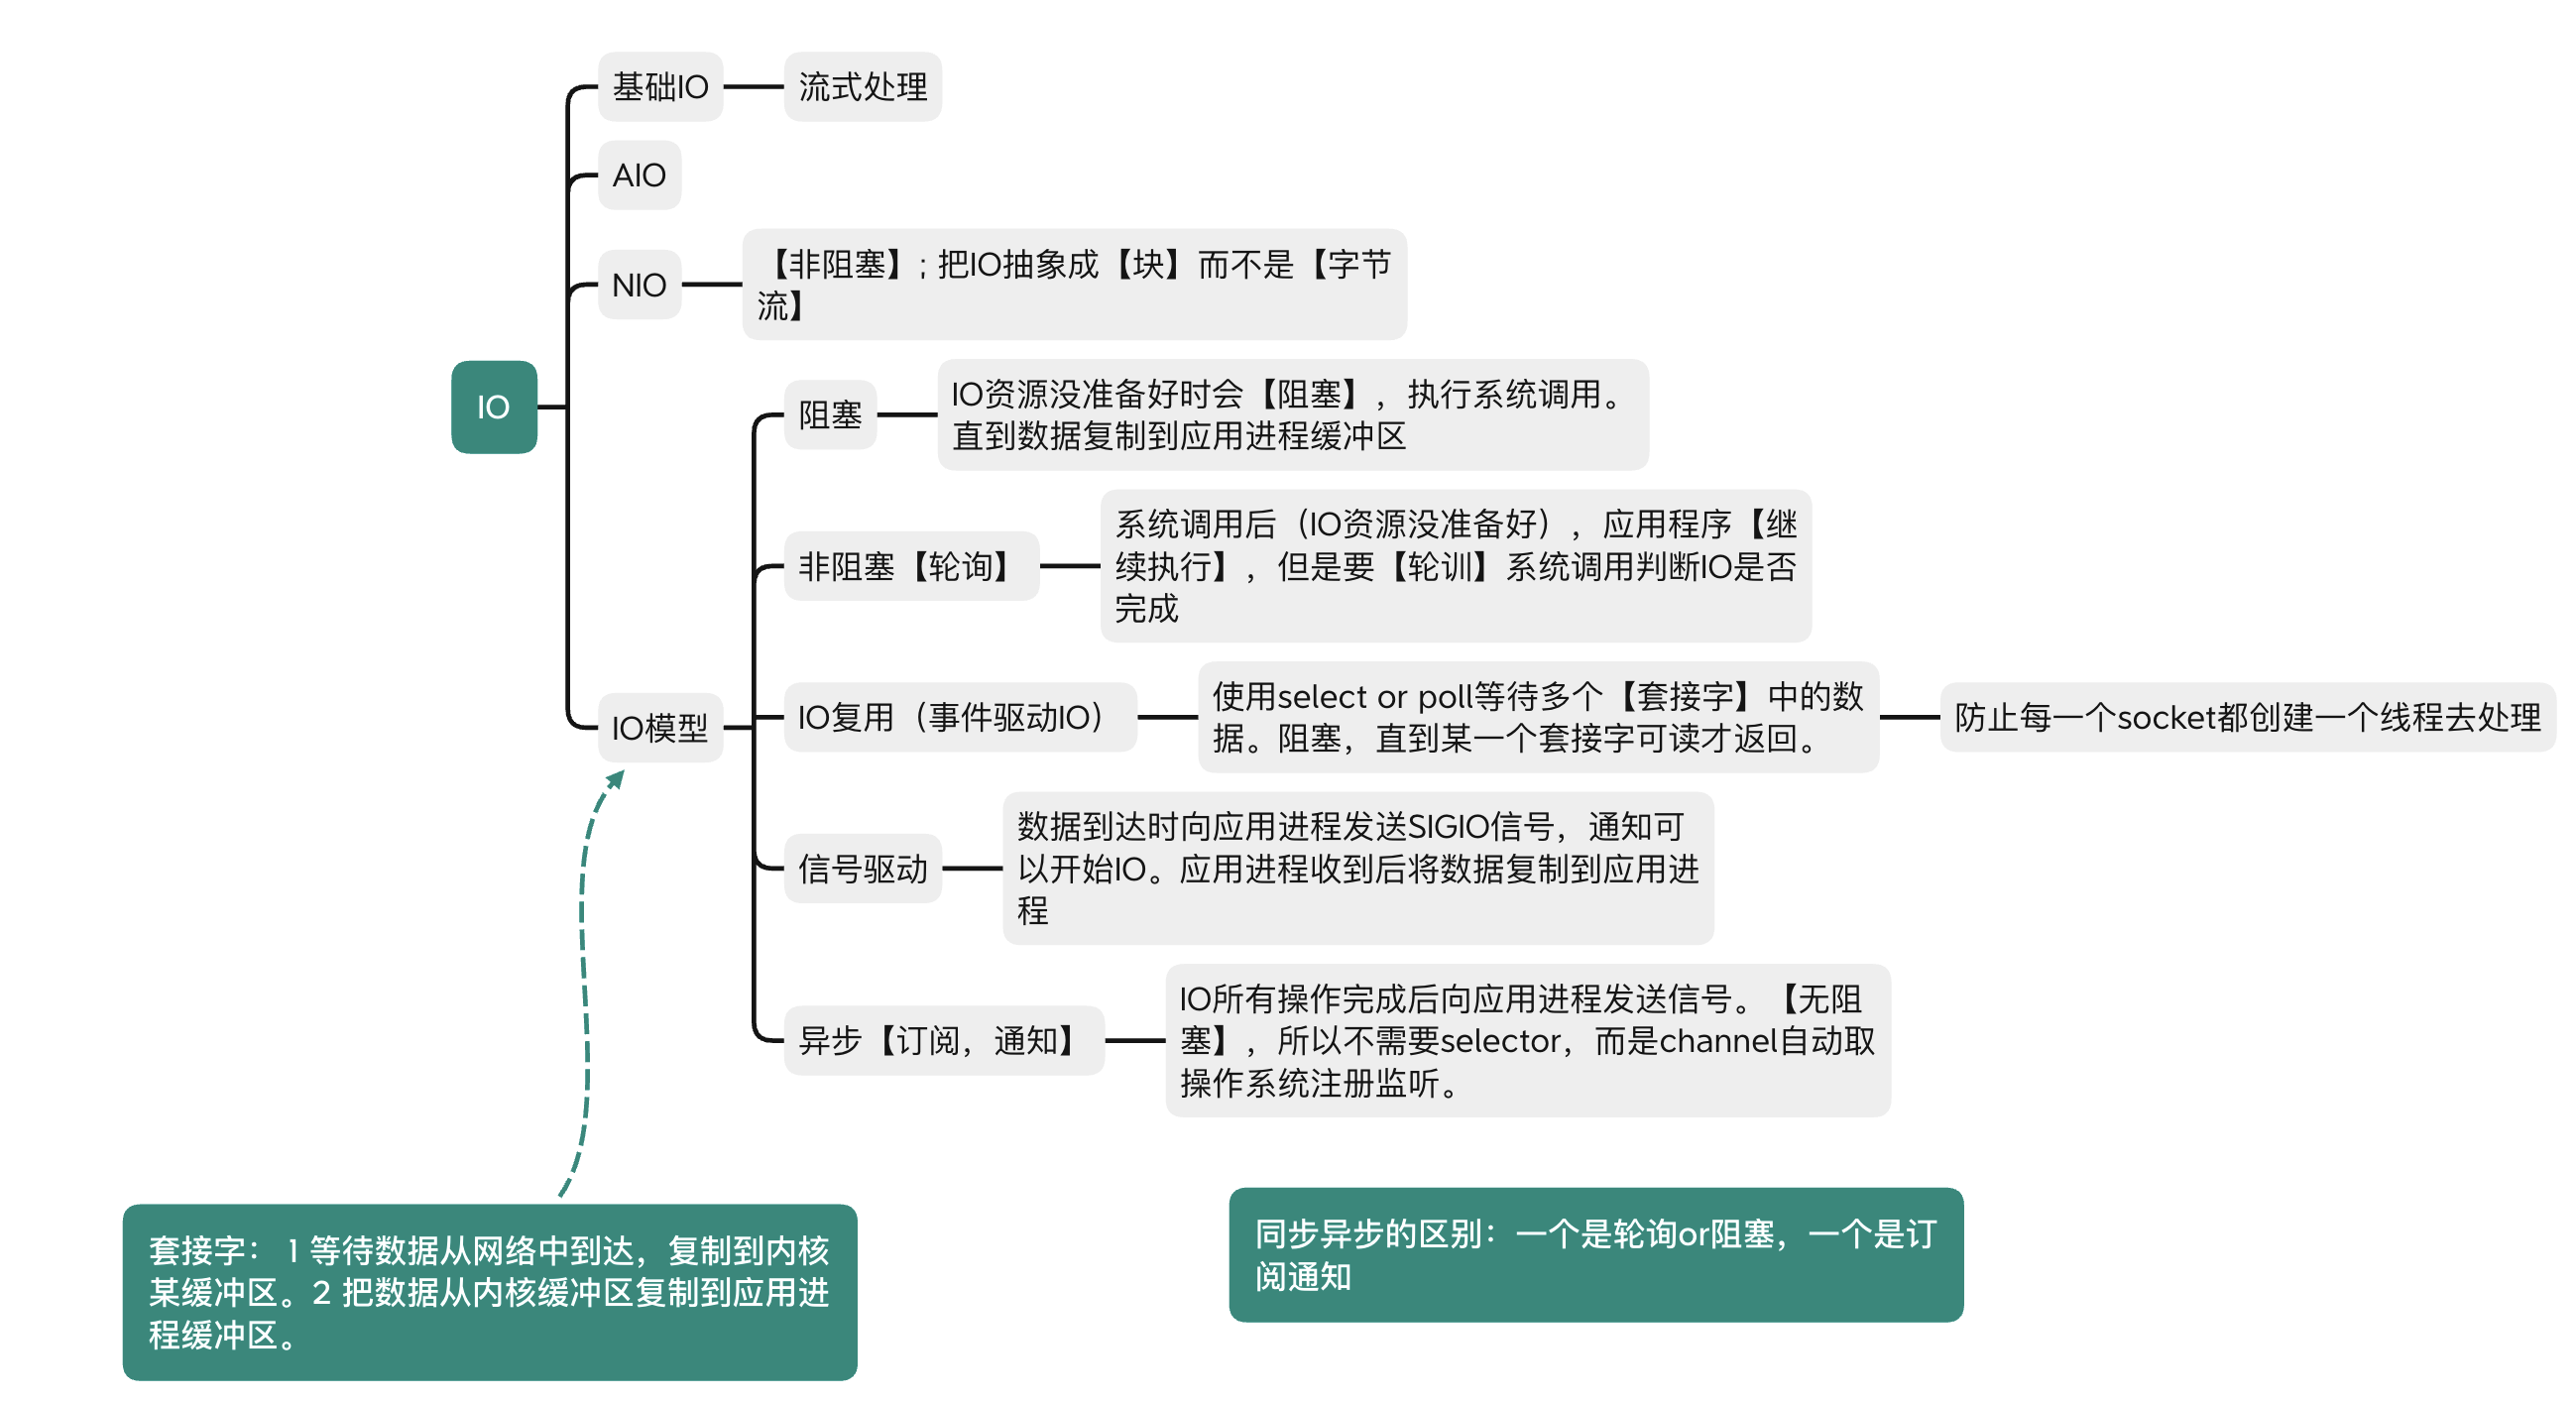 基础IO
流式处理
AIO
NIO
【非阻塞】; 把IO抽象成【块】而不是【字节
流】
IO
IO模型
阻塞
IO资源没准备好时会【阻塞】，执行系统调用。
直到数据复制到应用进程缓冲区
非阻塞【轮询】
系统调用后（IO资源没准备好），应用程序【继
续执行】，但是要【轮训】系统调用判断IO是否
完成
IO复用（事件驱动IO）
使用select or poll等待多个【套接字】中的数
据。阻塞，直到某一个套接字可读才返回。
防止每一个socket都创建一个线程去处理
信号驱动
数据到达时向应用进程发送SIGIO信号，通知可
以开始IO。应用进程收到后将数据复制到应用进
程
异步【订阅，通知】
IO所有操作完成后向应用进程发送信号。【无阻
塞】，所以不需要selector，而是channel自动取
操作系统注册监听。
套接字： 1 等待数据从网络中到达，复制到内核
某缓冲区。2 把数据从内核缓冲区复制到应用进
程缓冲区。
同步异步的区别：一个是轮询or阻塞，一个是订
阅通知